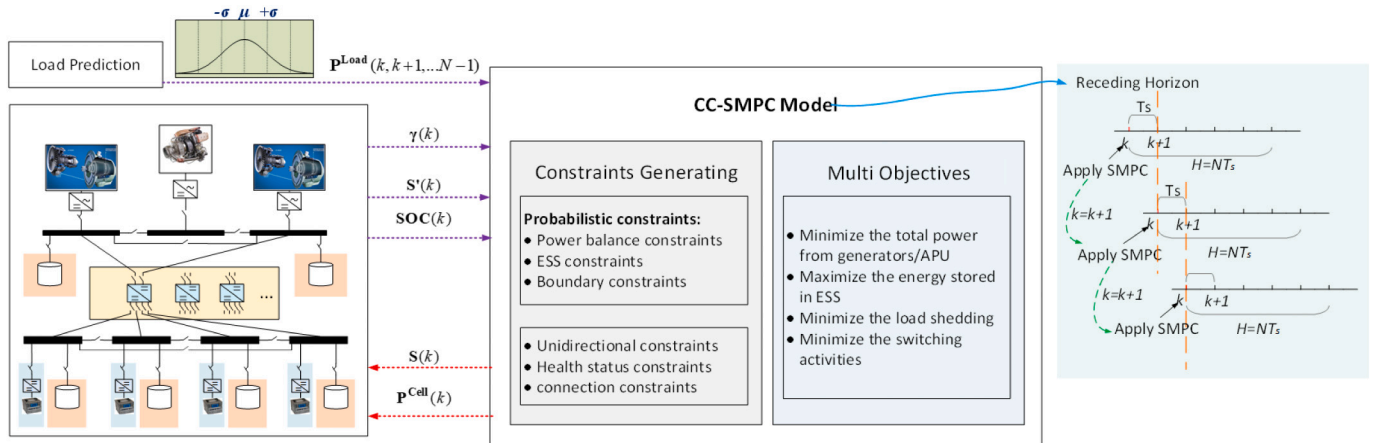 -σ μ +σ
Load Prediction
P^Load (k, k+1,...N−1)
γ(k)
S'(k)
SOC(k)
S(k)
P^Cell (k)
...
CC-SMPC Model
Constraints Generating
Probabilistic constraints:
● Power balance constraints
● ESS constraints
● Boundary constraints
● Unidirectional constraints
● Health status constraints
● connection constraints
Multi Objectives
● Minimize the total power
from generators/APU
● Maximize the energy stored
in ESS
● Minimize the load shedding
● Minimize the switching
activities
Receding Horizon
Ts
k k+1
Apply SMPC H=NTs
Ts
k=k+1
k k+1
Apply SMPC H=NTs
k=k+1
k k+1
Apply SMPC H=NTs